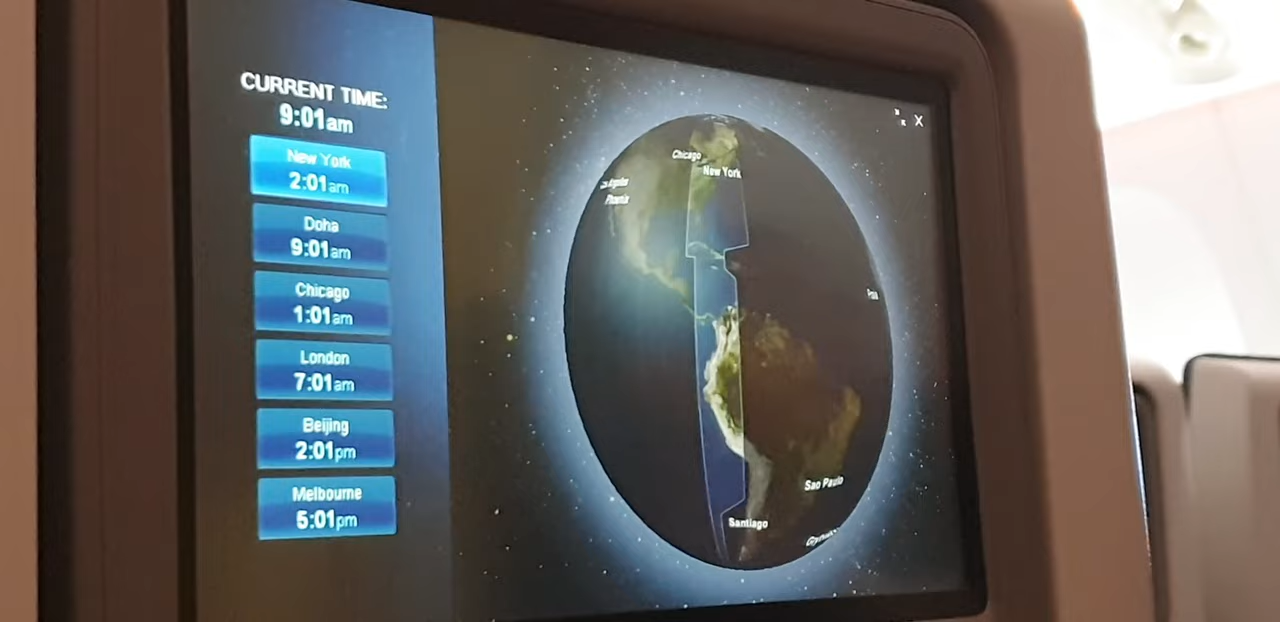 CURRENT TIME:
9:01am
New York
2:01am
Doha
9:01am
Chicago
1:01am
London
7:01am
Beijing
2:01pm
Melbourne
5:01pm
X
Chicago
New York
Phoenix
Sao Paulo
Santiago